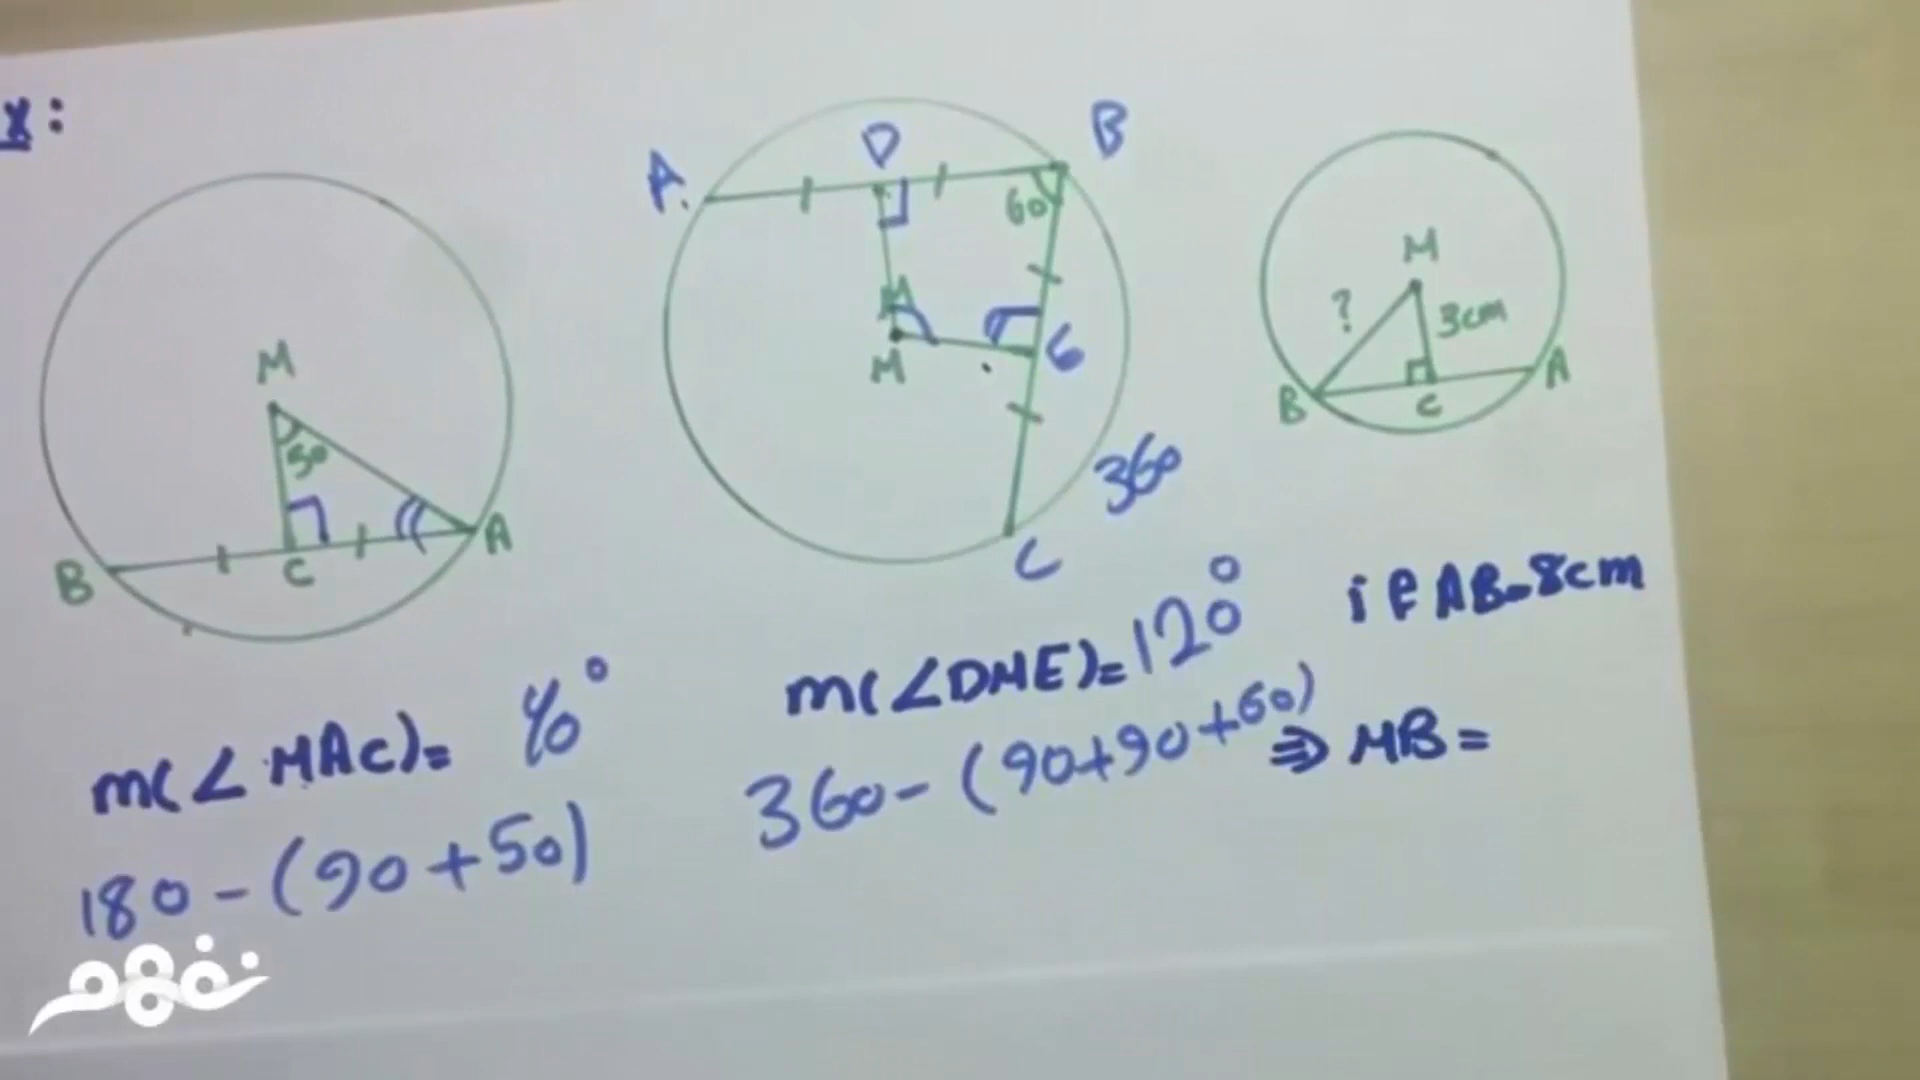 x:
M
50
B
C
A
A
D
B
60
M
M
E
C
360
M
?
3cm
B
C
A
m(∠MAC)= 40°
180-(90+50)
m(∠DME)=120°
360-(90+90+60)
if AB=8cm
⇒ MB=
نفهم